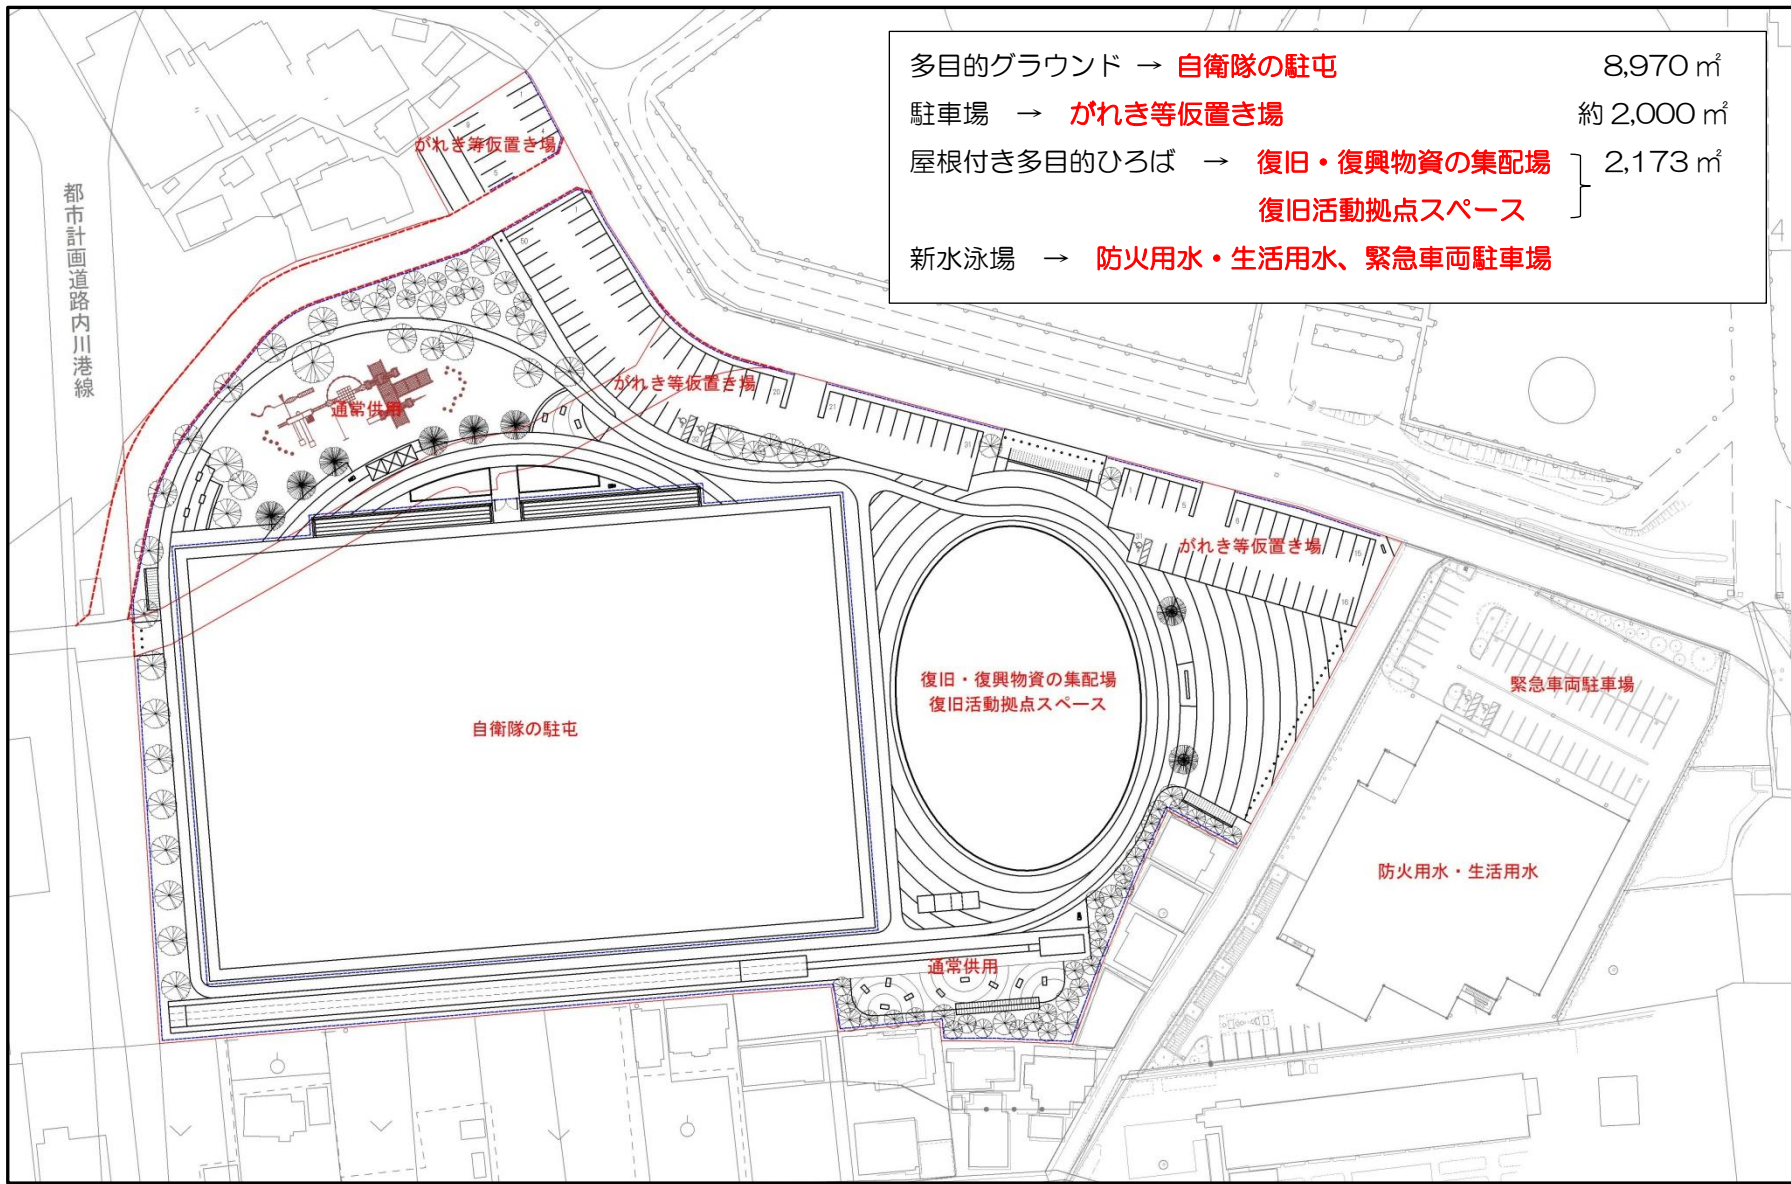 多目的グラウンド → 自衛隊の駐屯 8,970 ㎡
駐車場 → がれき等仮置き場 約 2,000 ㎡
屋根付き多目的ひろば → 復旧・復興物資の集配場 2,173 ㎡
復旧活動拠点スペース
新水泳場 → 防火用水・生活用水、緊急車両駐車場
がれき等仮置き場
都市計画道路内川港線
がれき等仮置き場
通常供用
がれき等仮置き場
復旧・復興物資の集配場
復旧活動拠点スペース
緊急車両駐車場
自衛隊の駐屯
防火用水・生活用水
通常供用